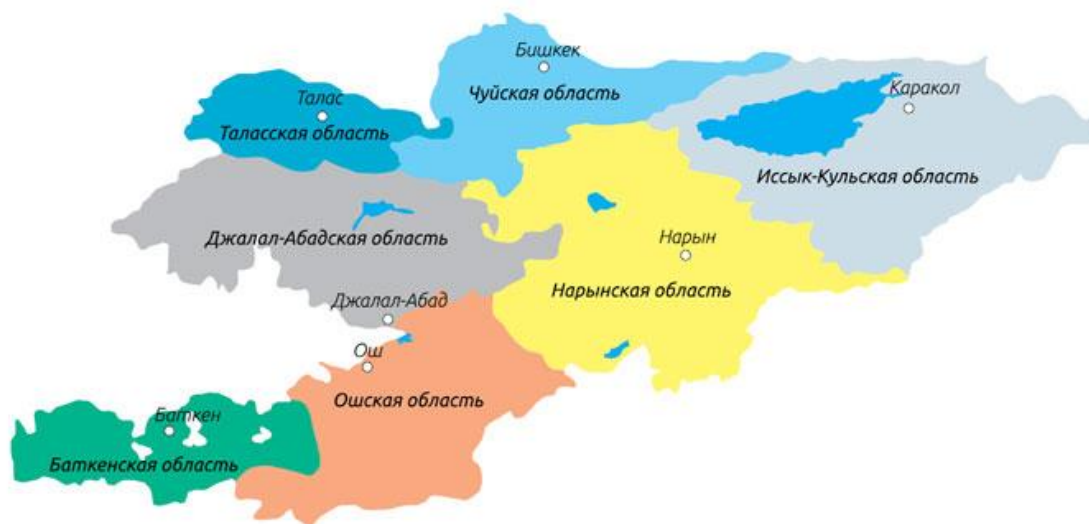 Бишкек
Чуйская область
Талас
Таласская область
Каракол
Иссык-Кульская область
Джалал-Абадская область
Нарын
Нарынская область
Джалал-Абад
Ош
Ошская область
Баткен
Баткенская область